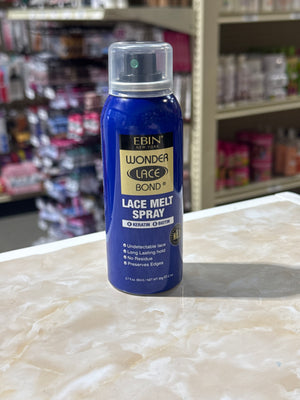 EBIN®
NEW YORK
WONDER
LACE
BOND®
LACE MELT
SPRAY
KERATIN BIOTIN
Undetectable lace
Long Lasting hold
No Residue
Preserves Edges